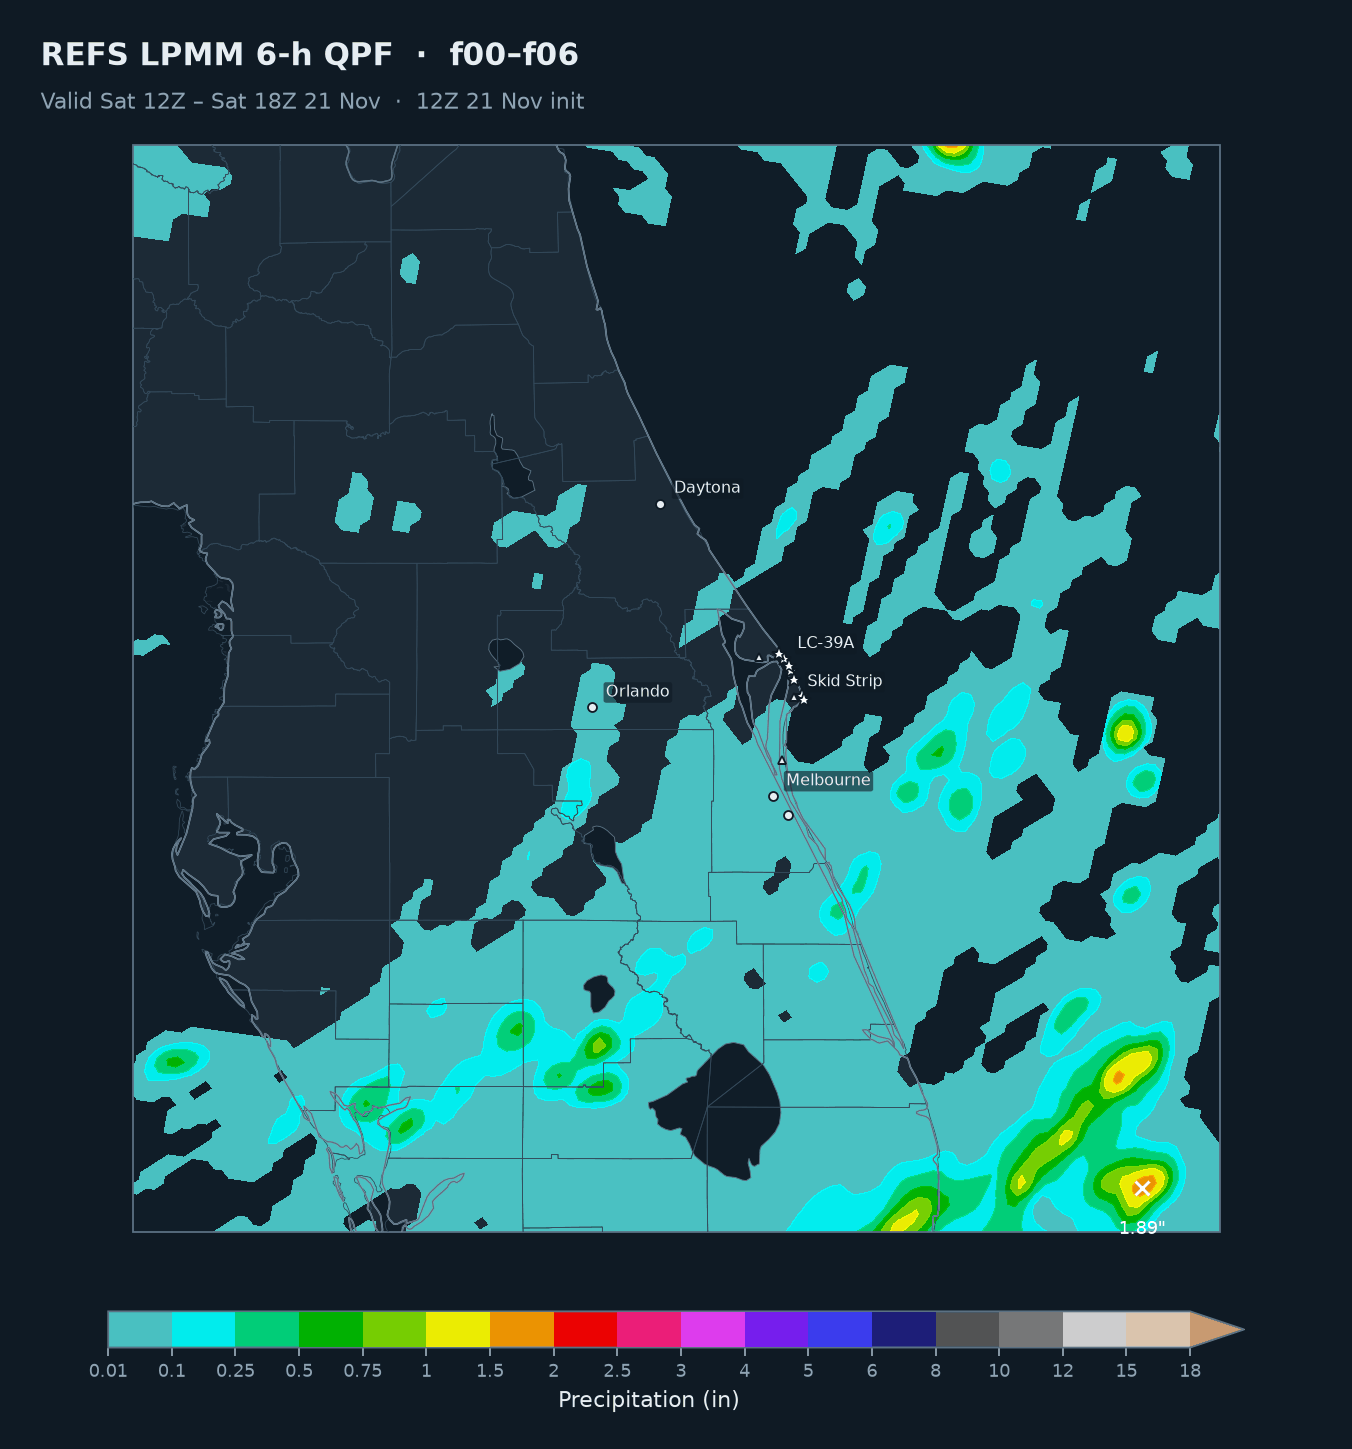 REFS LPMM 6-h QPF · f00–f06
Valid Sat 12Z – Sat 18Z 21 Nov · 12Z 21 Nov init
Daytona
LC-39A
Skid Strip
Orlando
Melbourne
1.89"
0.01 0.1 0.25 0.5 0.75 1 1.5 2 2.5 3 4 5 6 8 10 12 15 18
Precipitation (in)